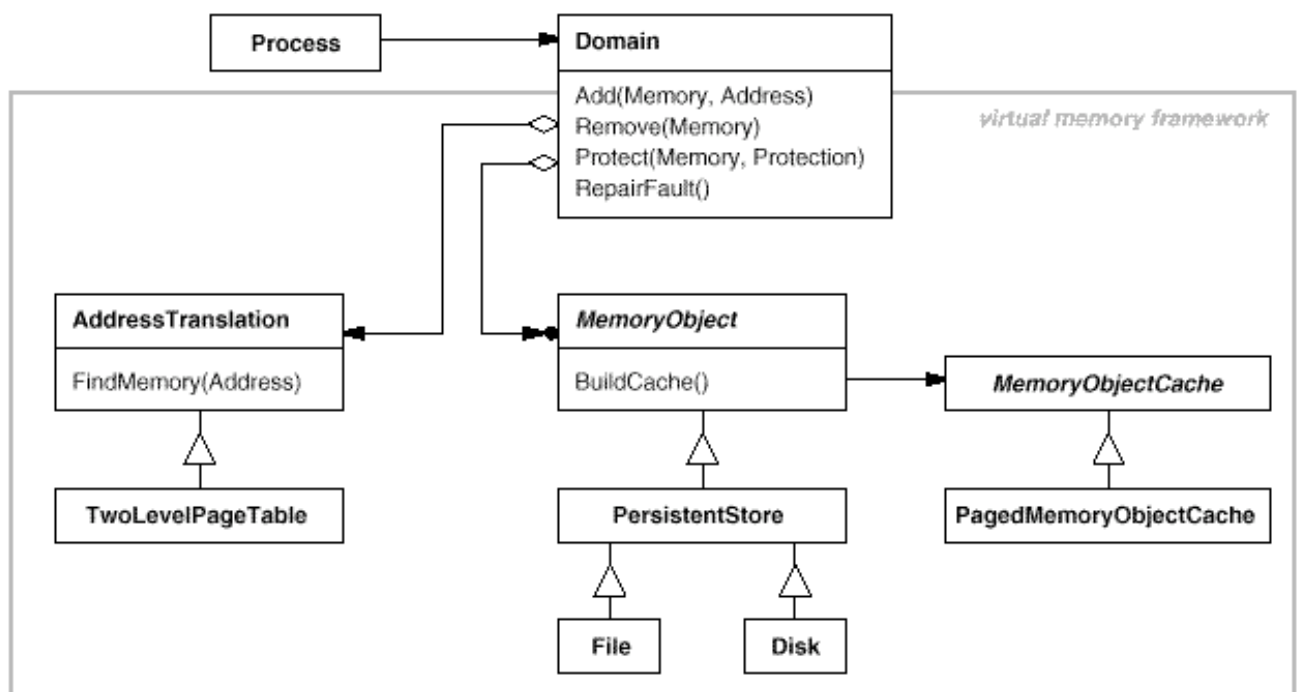 Process
Domain
Add(Memory, Address)
Remove(Memory)
Protect(Memory, Protection)
RepairFault()
virtual memory framework
AddressTranslation
FindMemory(Address)
MemoryObject
BuildCache()
MemoryObjectCache
TwoLevelPageTable
PersistentStore
PagedMemoryObjectCache
File
Disk